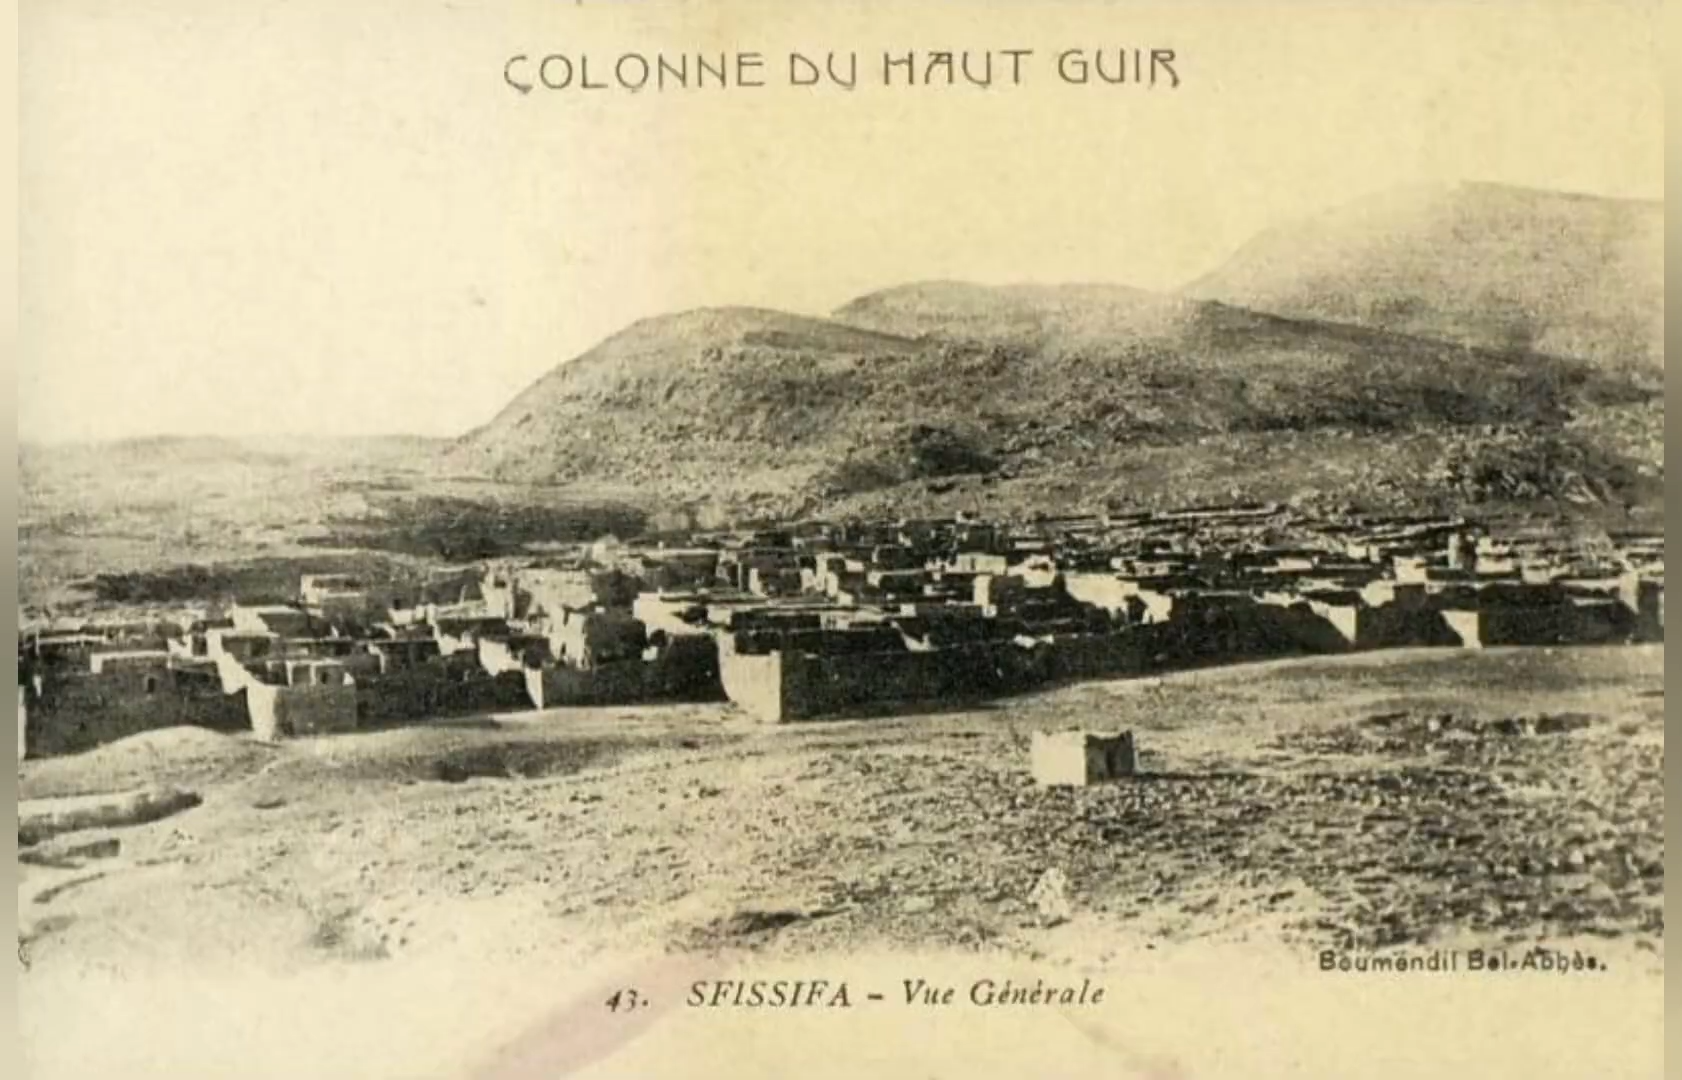 COLONNE DU HAUT GUIR
Boumendil Bel-Abbès.
43. SFISSIFA - Vue Générale